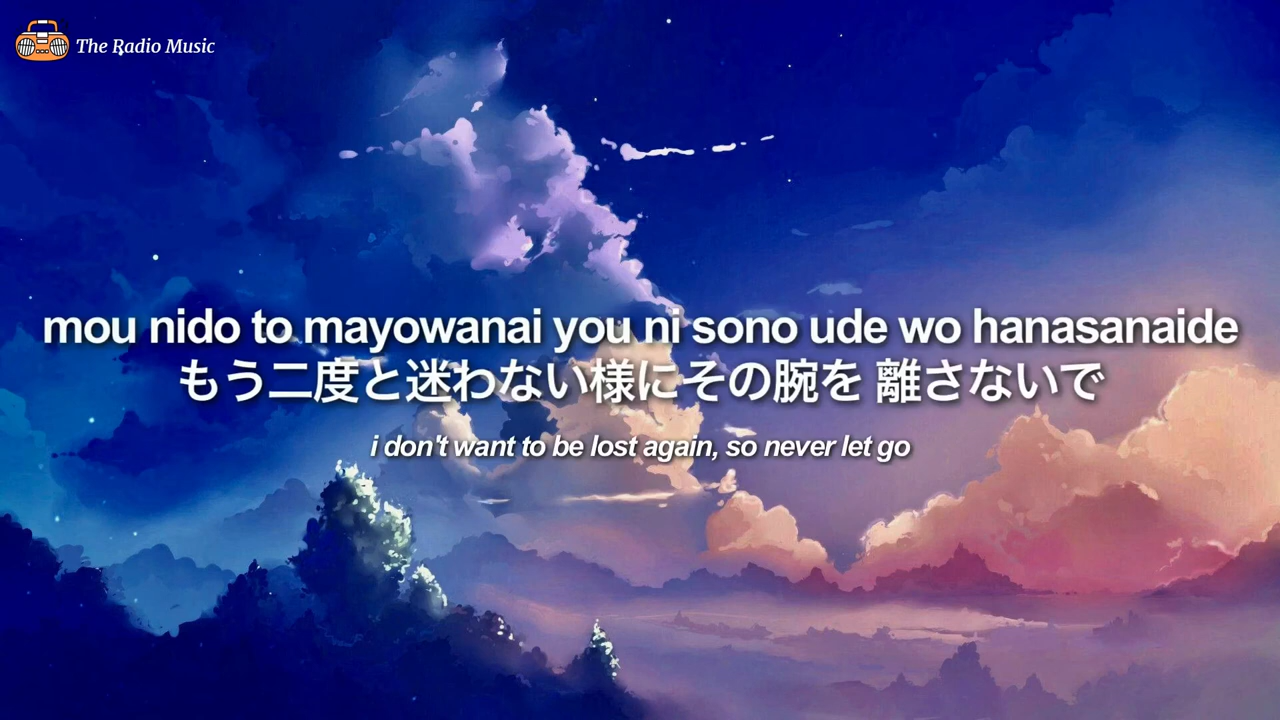 The Radio Music
mou nido to mayowanai you ni sono ude wo hanasanaide
もう二度と迷わない様にその腕を 離さないで
i don't want to be lost again, so never let go